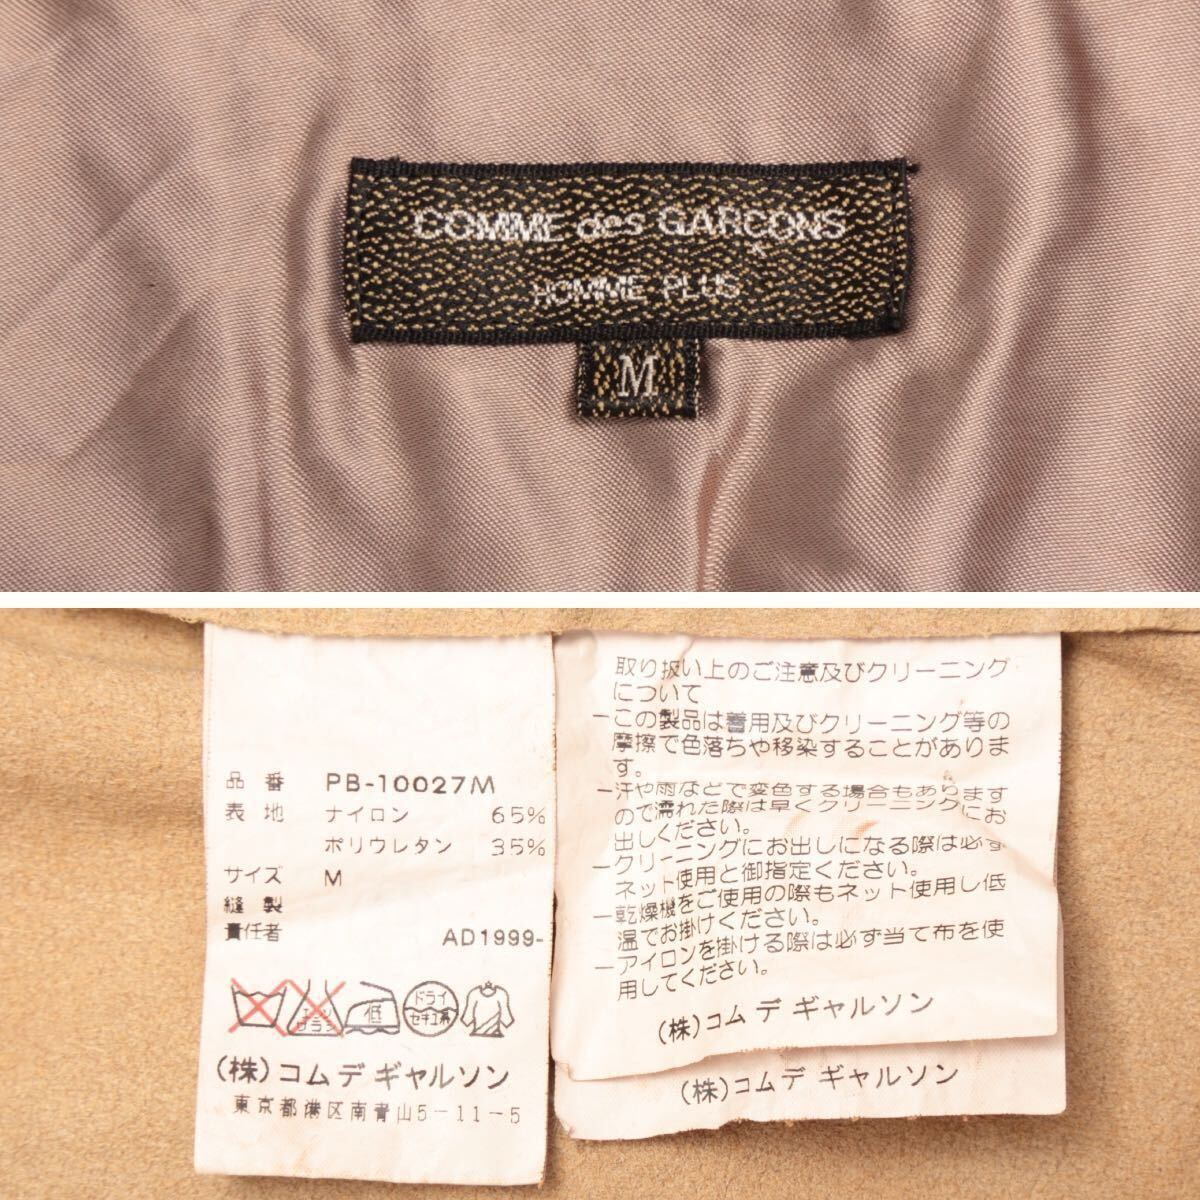 COMME des GARÇONS
HOMME PLUS
M
品番 PB-10027M
表地 ナイロン 65%
ポリウレタン 35%
サイズ M
縫製
責任者 AD1999-
エンソ
サラシ
低
ドライ
セキユ系
(株)コム デ ギャルソン
東京都港区南青山5-11-5
取り扱い上のご注意及びクリーニング
について
ーこの製品は着用及びクリーニング等の
摩擦で色落ちや移染することがありま
す。
ー汗や雨などで変色する場合もあります
ので濡れた際は早くクリーニングにお
出しください。
ークリーニングにお出しになる際は必ず
ネット使用と御指定ください。
ー乾燥機をご使用の際もネット使用し低
温でお掛けください。
ーアイロンを掛ける際は必ず当て布を使
用してください。
(株)コム デ ギャルソン
(株)コム デ ギャルソン